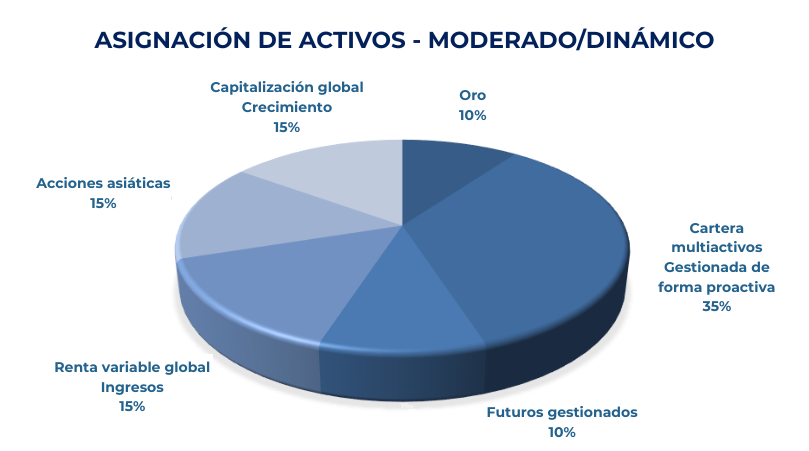 ASIGNACIÓN DE ACTIVOS - MODERADO/DINÁMICO
Capitalización global
Crecimiento
15%
Oro
10%
Acciones asiáticas
15%
Cartera
multiactivos
Gestionada de
forma proactiva
35%
Renta variable global
Ingresos
15%
Futuros gestionados
10%